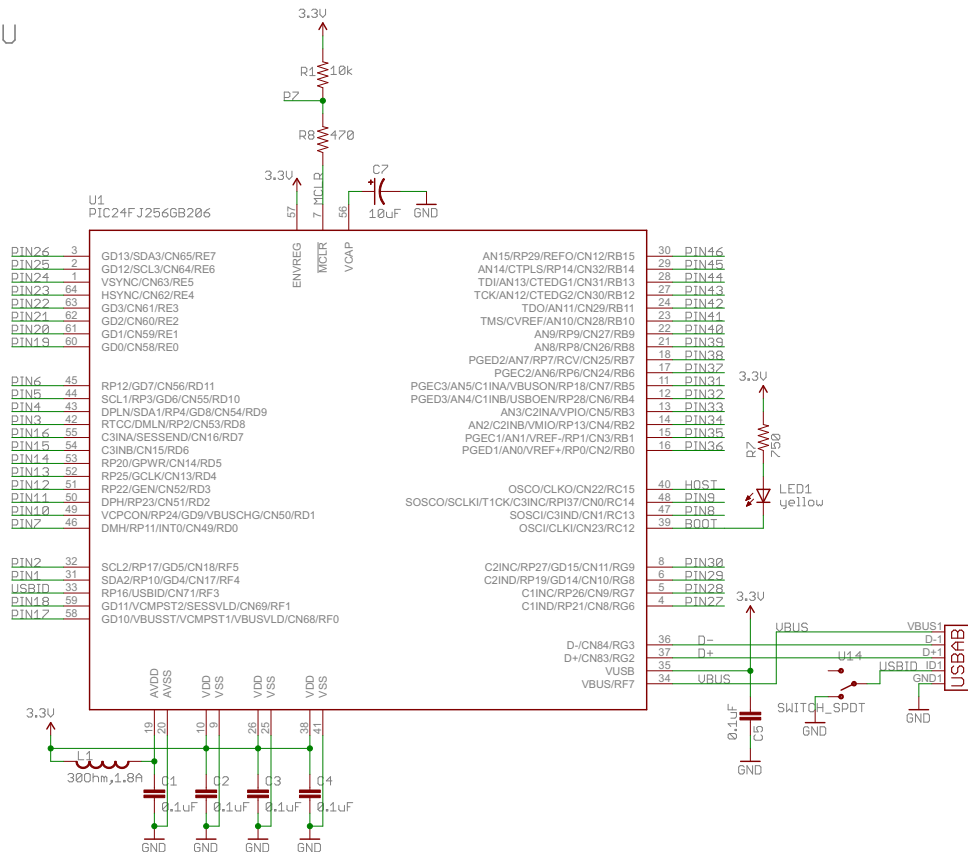 U
3.3V
R1 10k
P7
R8 470
3.3V
MCLR
C7
10uF
GND
57
7
56
U1
PIC24FJ256GB206
ENVREG
MCLR
VCAP
PIN26 3 GD13/SDA3/CN65/RE7
PIN25 2 GD12/SCL3/CN64/RE6
PIN24 1 VSYNC/CN63/RE5
PIN23 64 HSYNC/CN62/RE4
PIN22 63 GD3/CN61/RE3
PIN21 62 GD2/CN60/RE2
PIN20 61 GD1/CN59/RE1
PIN19 60 GD0/CN58/RE0
PIN6 45 RP12/GD7/CN56/RD11
PIN5 44 SCL1/RP3/GD6/CN55/RD10
PIN4 43 DPLN/SDA1/RP4/GD8/CN54/RD9
PIN3 42 RTCC/DMLN/RP2/CN53/RD8
PIN16 55 C3INA/SESSEND/CN16/RD7
PIN15 54 C3INB/CN15/RD6
PIN14 53 RP20/GPWR/CN14/RD5
PIN13 52 RP25/GCLK/CN13/RD4
PIN12 51 RP22/GEN/CN52/RD3
PIN11 50 DPH/RP23/CN51/RD2
PIN10 49 VCPCON/RP24/GD9/VBUSCHG/CN50/RD1
PIN7 46 DMH/RP11/INT0/CN49/RD0
PIN2 32 SCL2/RP17/GD5/CN18/RF5
PIN1 31 SDA2/RP10/GD4/CN17/RF4
USBID 33 RP16/USBID/CN71/RF3
PIN18 59 GD11/VCMPST2/SESSVLD/CN69/RF1
PIN17 58 GD10/VBUSST/VCMPST1/VBUSVLD/CN68/RF0
AN15/RP29/REFO/CN12/RB15 30 PIN46
AN14/CTPLS/RP14/CN32/RB14 29 PIN45
TDI/AN13/CTEDG1/CN31/RB13 28 PIN44
TCK/AN12/CTEDG2/CN30/RB12 27 PIN43
TDO/AN11/CN29/RB11 24 PIN42
TMS/CVREF/AN10/CN28/RB10 23 PIN41
AN9/RP9/CN27/RB9 22 PIN40
AN8/RP8/CN26/RB8 21 PIN39
PGED2/AN7/RP7/RCV/CN25/RB7 18 PIN38
PGEC2/AN6/RP6/CN24/RB6 17 PIN37
PGEC3/AN5/C1INA/VBUSON/RP18/CN7/RB5 11 PIN31
PGED3/AN4/C1INB/USBOEN/RP28/CN6/RB4 12 PIN32
AN3/C2INA/VPIO/CN5/RB3 13 PIN33
AN2/C2INB/VMIO/RP13/CN4/RB2 14 PIN34
PGEC1/AN1/VREF-/RP1/CN3/RB1 15 PIN35
PGED1/AN0/VREF+/RP0/CN2/RB0 16 PIN36
OSCO/CLKO/CN22/RC15 40 HOST
SOSCO/SCLKI/T1CK/C3INC/RPI37/CN0/RC14 48 PIN9
SOSCI/C3IND/CN1/RC13 47 PIN8
OSCI/CLKI/CN23/RC12 39 BOOT
C2INC/RP27/GD15/CN11/RG9 8 PIN30
C2IND/RP19/GD14/CN10/RG8 6 PIN29
C1INC/RP26/CN9/RG7 5 PIN28
C1IND/RP21/CN8/RG6 4 PIN27
D-/CN84/RG3 36 D-
D+/CN83/RG2 37 D+
VUSB 35
VBUS/RF7 34 VBUS
3.3V
R7
750
LED1
yellow
3.3V
VBUS
VBUS1
D-1
D+1
ID1
GND1
USBAB
U14
USBID
SWITCH_SPDT
GND
GND
0.1uF
C5
GND
AVDD
AVSS
VDD
VSS
VDD
VSS
VDD
VSS
19
20
10
9
26
25
38
41
3.3V
L1
30Ohm,1.8A
C1
0.1uF
C2
0.1uF
C3
0.1uF
C4
0.1uF
GND
GND
GND
GND